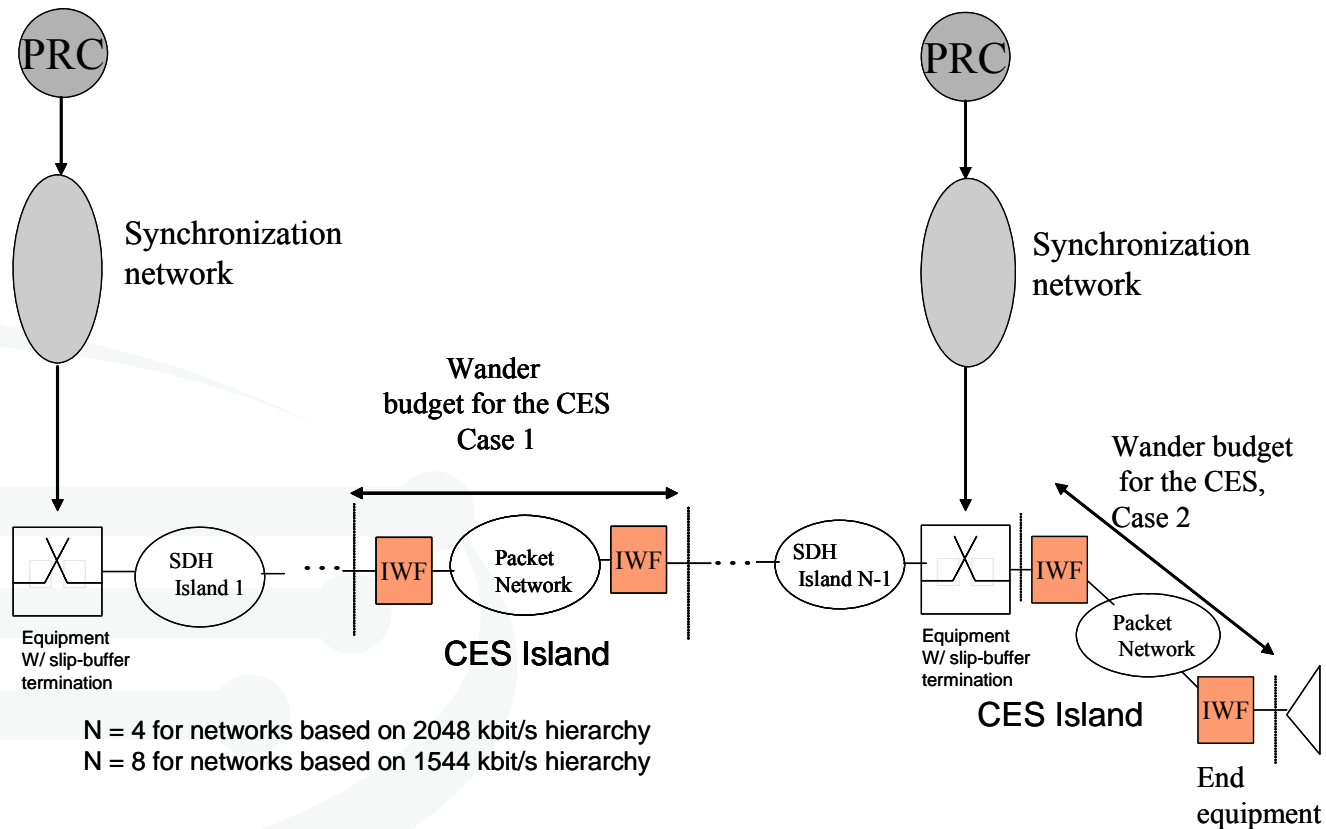 PRC
PRC
Synchronization
network
Synchronization
network
Wander
budget for the CES
Case 1
Wander budget
for the CES,
Case 2
SDH
Island 1
IWF
Packet
Network
IWF
SDH
Island N-1
IWF
Packet
Network
IWF
Equipment
W/ slip-buffer
termination
CES Island
Equipment
W/ slip-buffer
termination
CES Island
End
equipment
N = 4 for networks based on 2048 kbit/s hierarchy
N = 8 for networks based on 1544 kbit/s hierarchy